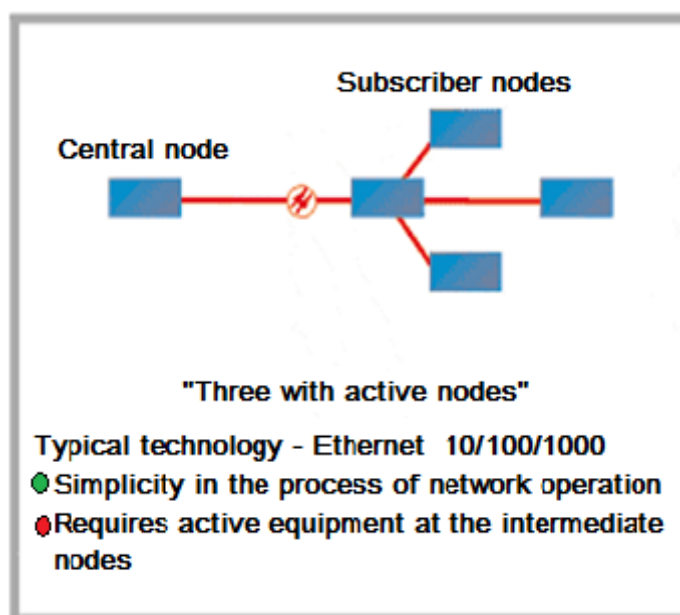 Subscriber nodes
Central node
"Three with active nodes"
Typical technology - Ethernet 10/100/1000
Simplicity in the process of network operation
Requires active equipment at the intermediate
nodes